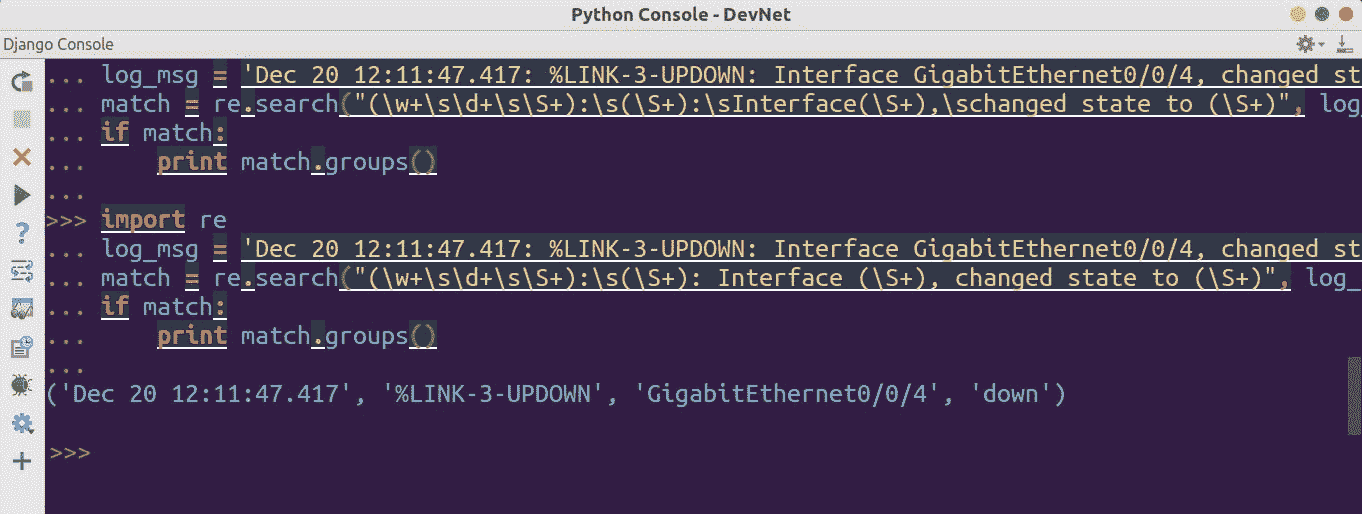 Python Console - DevNet
Django Console
... log_msg = 'Dec 20 12:11:47.417: %LINK-3-UPDOWN: Interface GigabitEthernet0/0/4, changed st
... match = re.search("(\w+\s\d+\s\S+):\s(\S+):\sInterface(\S+),\schanged state to (\S+)", log_
... if match:
...     print match.groups()
...
>>> import re
... log_msg = 'Dec 20 12:11:47.417: %LINK-3-UPDOWN: Interface GigabitEthernet0/0/4, changed st
... match = re.search("(\w+\s\d+\s\S+):\s(\S+): Interface (\S+), changed state to (\S+)", log_
... if match:
...     print match.groups()
...
('Dec 20 12:11:47.417', '%LINK-3-UPDOWN', 'GigabitEthernet0/0/4', 'down')
>>>